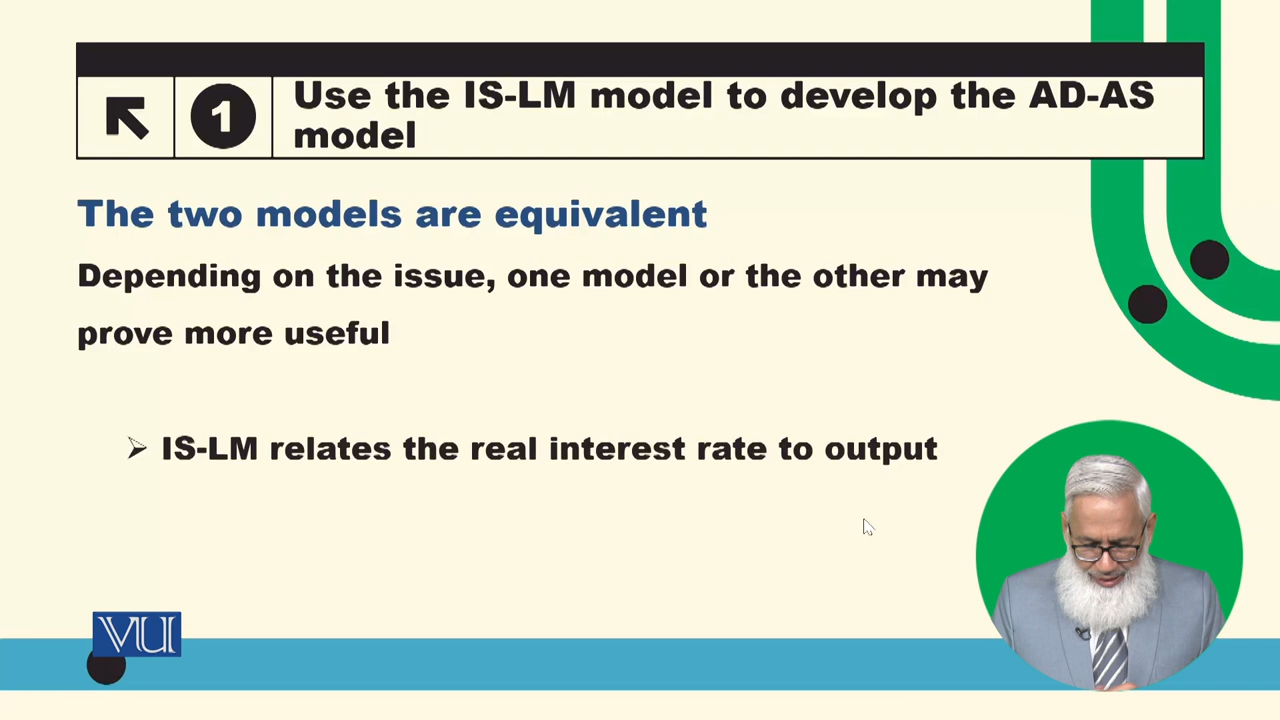 1
Use the IS-LM model to develop the AD-AS
model
The two models are equivalent
Depending on the issue, one model or the other may
prove more useful
➢ IS-LM relates the real interest rate to output
VU